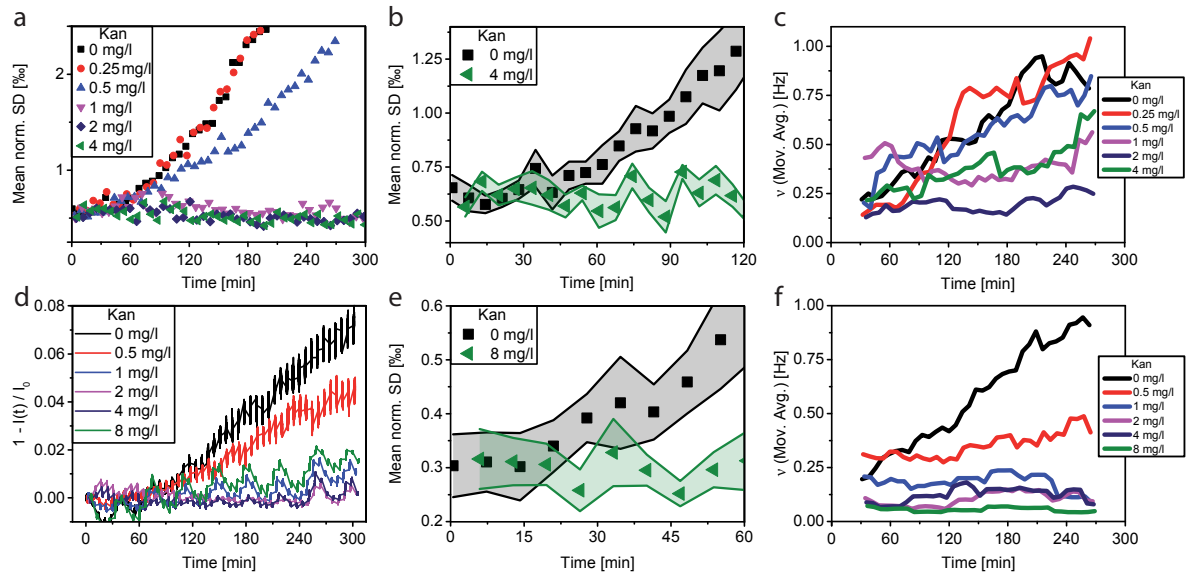 a
Mean norm. SD [‰]
2
1
Kan
0 mg/l
0.25 mg/l
0.5 mg/l
1 mg/l
2 mg/l
4 mg/l
0 60 120 180 240 300
Time [min]
b
Mean norm. SD [‰]
1.25
1.00
0.75
0.50
Kan
0 mg/l
4 mg/l
0 30 60 90 120
Time [min]
c
ν (Mov. Avg.) [Hz]
1.00
0.75
0.50
0.25
0.00
Kan
0 mg/l
0.25 mg/l
0.5 mg/l
1 mg/l
2 mg/l
4 mg/l
0 60 120 180 240 300
Time [min]
d
1 - I(t) / I0
0.08
0.06
0.04
0.02
0.00
Kan
0 mg/l
0.5 mg/l
1 mg/l
2 mg/l
4 mg/l
8 mg/l
0 60 120 180 240 300
Time [min]
e
Mean norm. SD [‰]
0.6
0.5
0.4
0.3
0.2
Kan
0 mg/l
8 mg/l
0 15 30 45 60
Time [min]
f
ν (Mov. Avg.) [Hz]
1.00
0.75
0.50
0.25
0.00
Kan
0 mg/l
0.5 mg/l
1 mg/l
2 mg/l
4 mg/l
8 mg/l
0 60 120 180 240 300
Time [min]